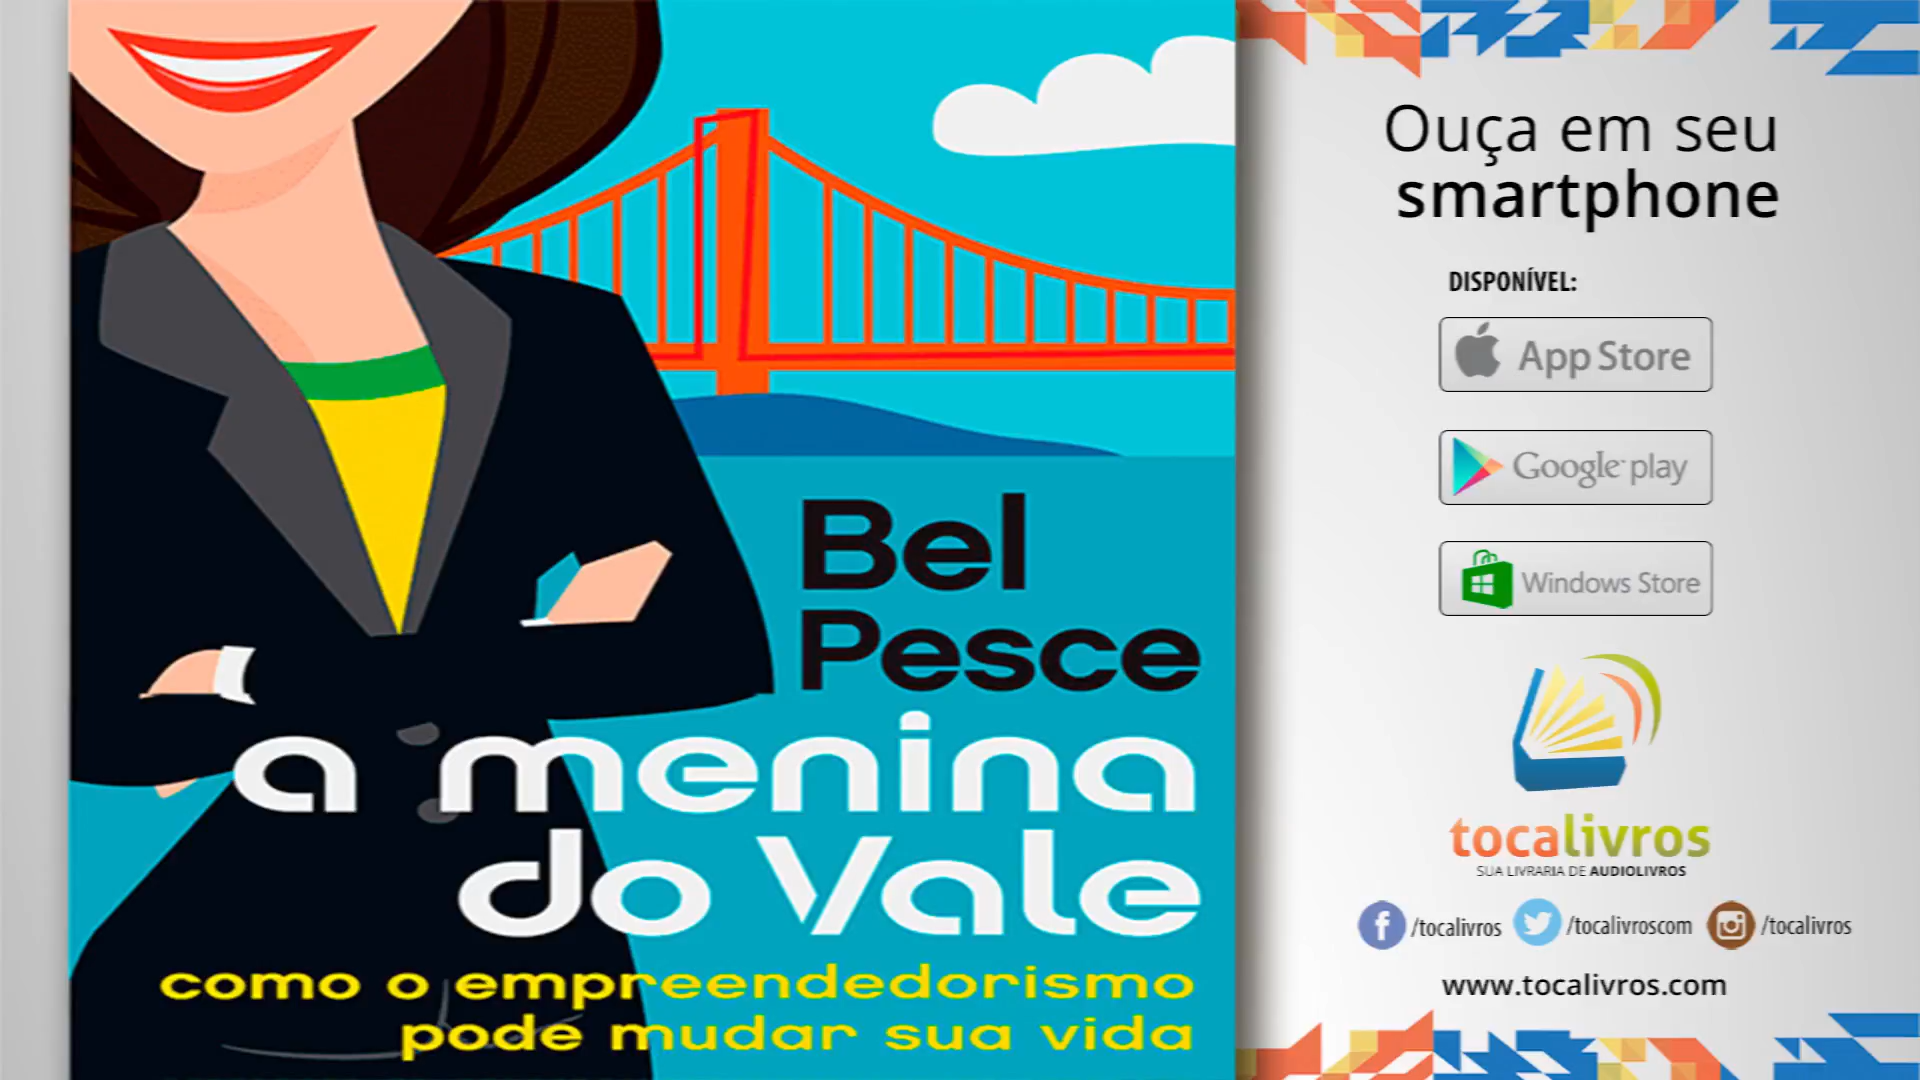 Bel
Pesce
a menina
do Vale
como o empreendedorismo
pode mudar sua vida
Ouça em seu
smartphone
DISPONÍVEL:
App Store
Google play
Windows Store
tocalivros
SUA LIVRARIA DE AUDIOLIVROS
/tocalivros /tocalivroscom /tocalivros
www.tocalivros.com